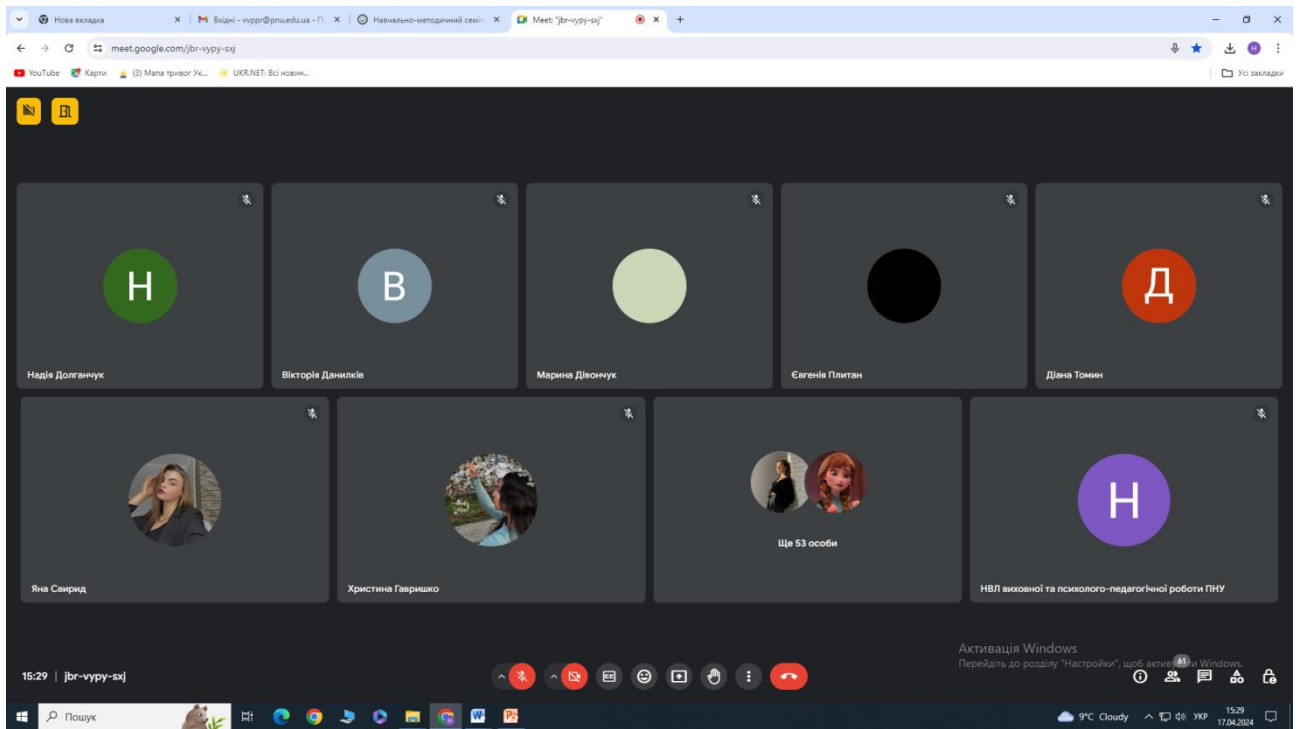 Нова вкладка
Вхідні - vvppr@pnu.edu.ua - П
Навчально-методичний семін
Meet: "jbr-vypy-sxj"
meet.google.com/jbr-vypy-sxj
H
YouTube
Карти
(3) Мапа тривог Ук...
UKR.NET: Всі новин...
Усі закладки
Н
В
Д
Надія Долганчук
Вікторія Данилків
Марина Дівончук
Євгенія Плитан
Діана Томин
Н
Ще 53 особи
Яна Свирид
Христина Гавришко
НВЛ виховної та психолого-педагогічної роботи ПНУ
Активація Windows
Перейдіть до розділу "Настройки", щоб активувати Windows.
61
15:29 | jbr-vypy-sxj
Пошук
9°C Cloudy
УКР
15:29
17.04.2024